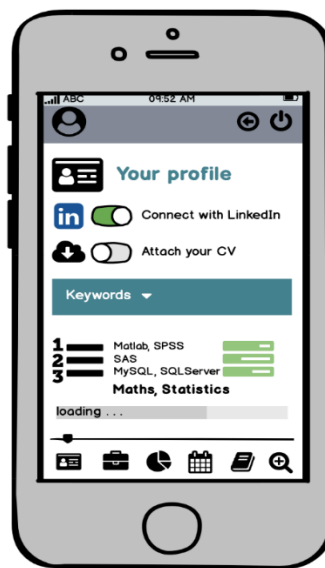 ABC 09:52 AM
Your profile
in Connect with LinkedIn
Attach your CV
Keywords
1 Matlab, SPSS
2 SAS
3 MySQL, SQLServer
Maths, Statistics
loading . . .